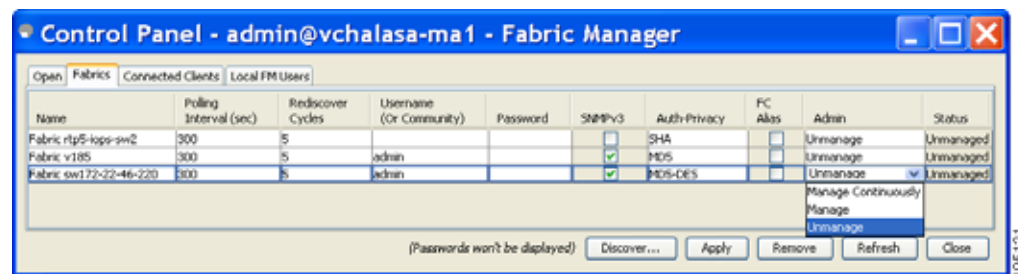 Control Panel - admin@vchalasa-ma1 - Fabric Manager
Open Fabrics Connected Clients Local FM Users
Name Polling Interval (sec) Rediscover Cycles Username (Or Community) Password SNMPv3 Auth-Privacy FC Alias Admin Status
Fabric rtp5-iops-sw2 300 5 SHA Unmanage Unmanaged
Fabric v185 300 5 admin MD5 Unmanage Unmanaged
Fabric sw172-22-46-220 300 5 admin MD5-DES Unmanage Unmanaged
Manage Continuously
Manage
Unmanage
(Passwords won't be displayed) Discover... Apply Remove Refresh Close